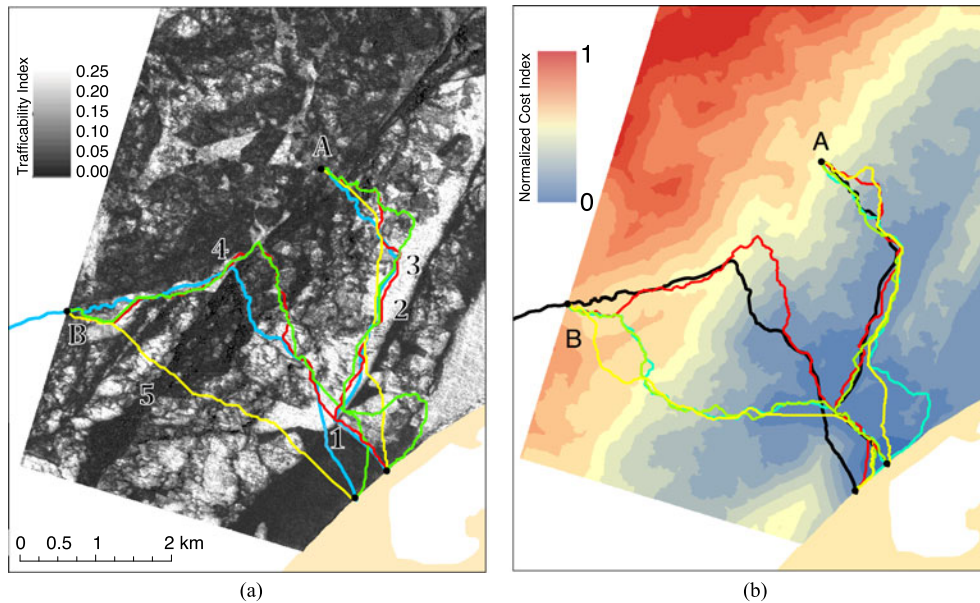 Trafficability Index
0.25
0.20
0.15
0.10
0.05
0.00
A
3
2
4
B
5
1
0 0.5 1 2 km
(a)
Normalized Cost Index
1
0
A
B
(b)